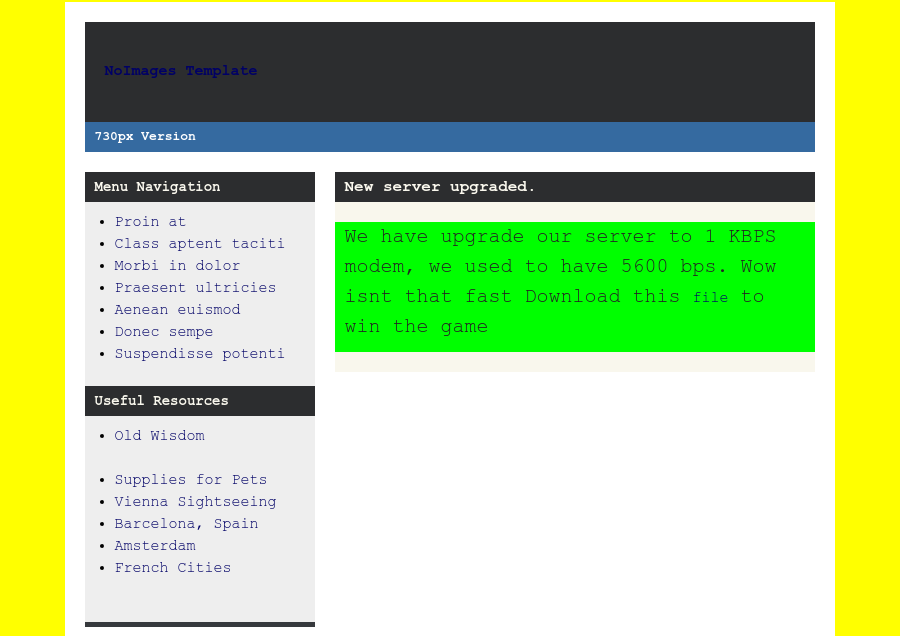 NoImages Template
730px Version
Menu Navigation
Proin at
Class aptent taciti
Morbi in dolor
Praesent ultricies
Aenean euismod
Donec sempe
Suspendisse potenti
Useful Resources
Old Wisdom
Supplies for Pets
Vienna Sightseeing
Barcelona, Spain
Amsterdam
French Cities
New server upgraded.
We have upgrade our server to 1 KBPS
modem, we used to have 5600 bps. Wow
isnt that fast Download this file to
win the game